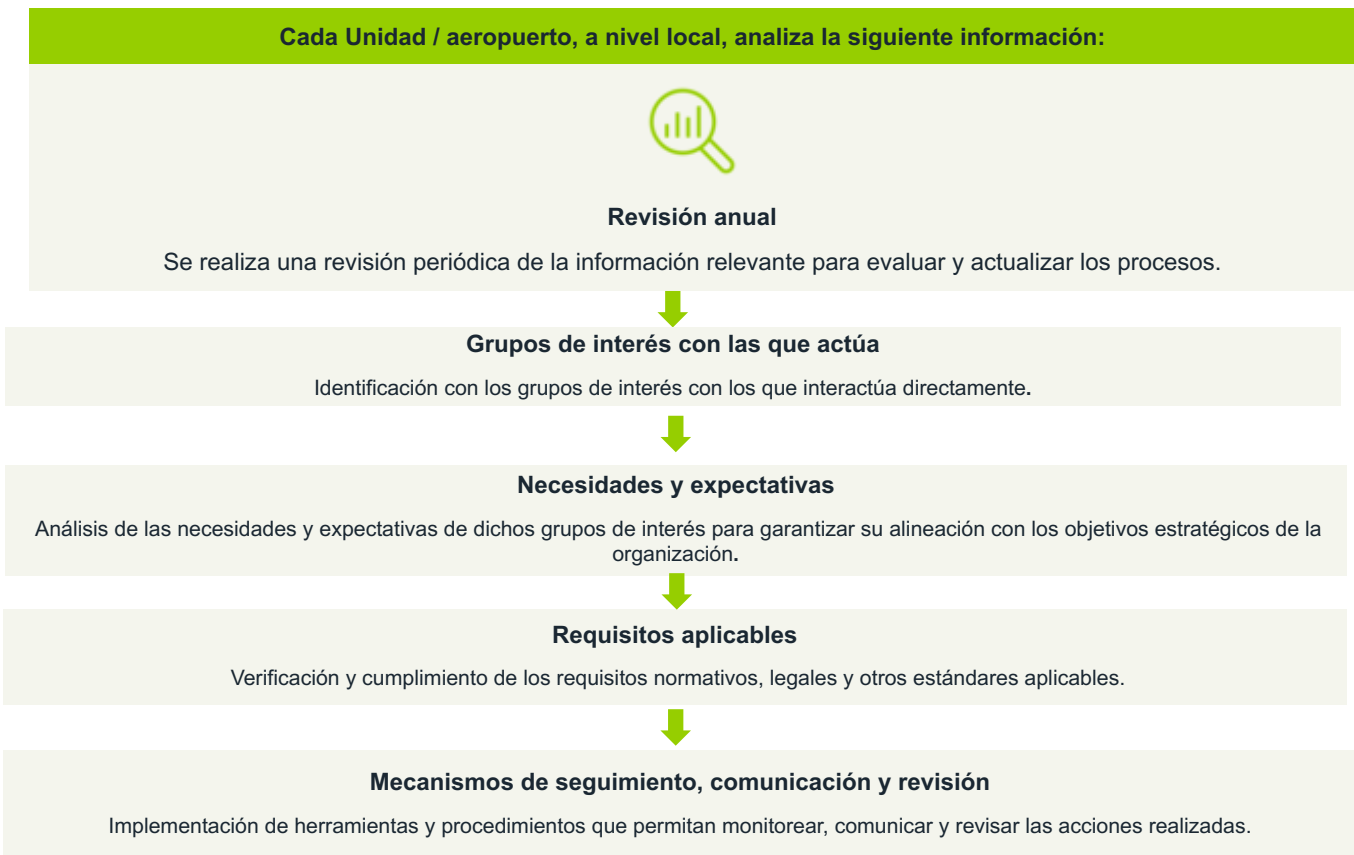 Cada Unidad / aeropuerto, a nivel local, analiza la siguiente información:
Revisión anual
Se realiza una revisión periódica de la información relevante para evaluar y actualizar los procesos.
Grupos de interés con las que actúa
Identificación con los grupos de interés con los que interactúa directamente.
Necesidades y expectativas
Análisis de las necesidades y expectativas de dichos grupos de interés para garantizar su alineación con los objetivos estratégicos de la
organización.
Requisitos aplicables
Verificación y cumplimiento de los requisitos normativos, legales y otros estándares aplicables.
Mecanismos de seguimiento, comunicación y revisión
Implementación de herramientas y procedimientos que permitan monitorear, comunicar y revisar las acciones realizadas.